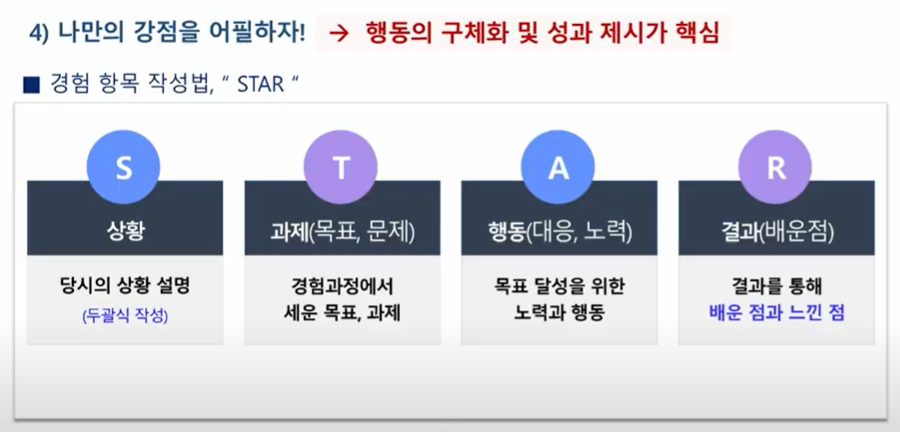 4) 나만의 강점을 어필하자! → 행동의 구체화 및 성과 제시가 핵심
■ 경험 항목 작성법, " STAR "
S
상황
당시의 상황 설명
(두괄식 작성)
T
과제(목표, 문제)
경험과정에서
세운 목표, 과제
A
행동(대응, 노력)
목표 달성을 위한
노력과 행동
R
결과(배운점)
결과를 통해
배운 점과 느낀 점